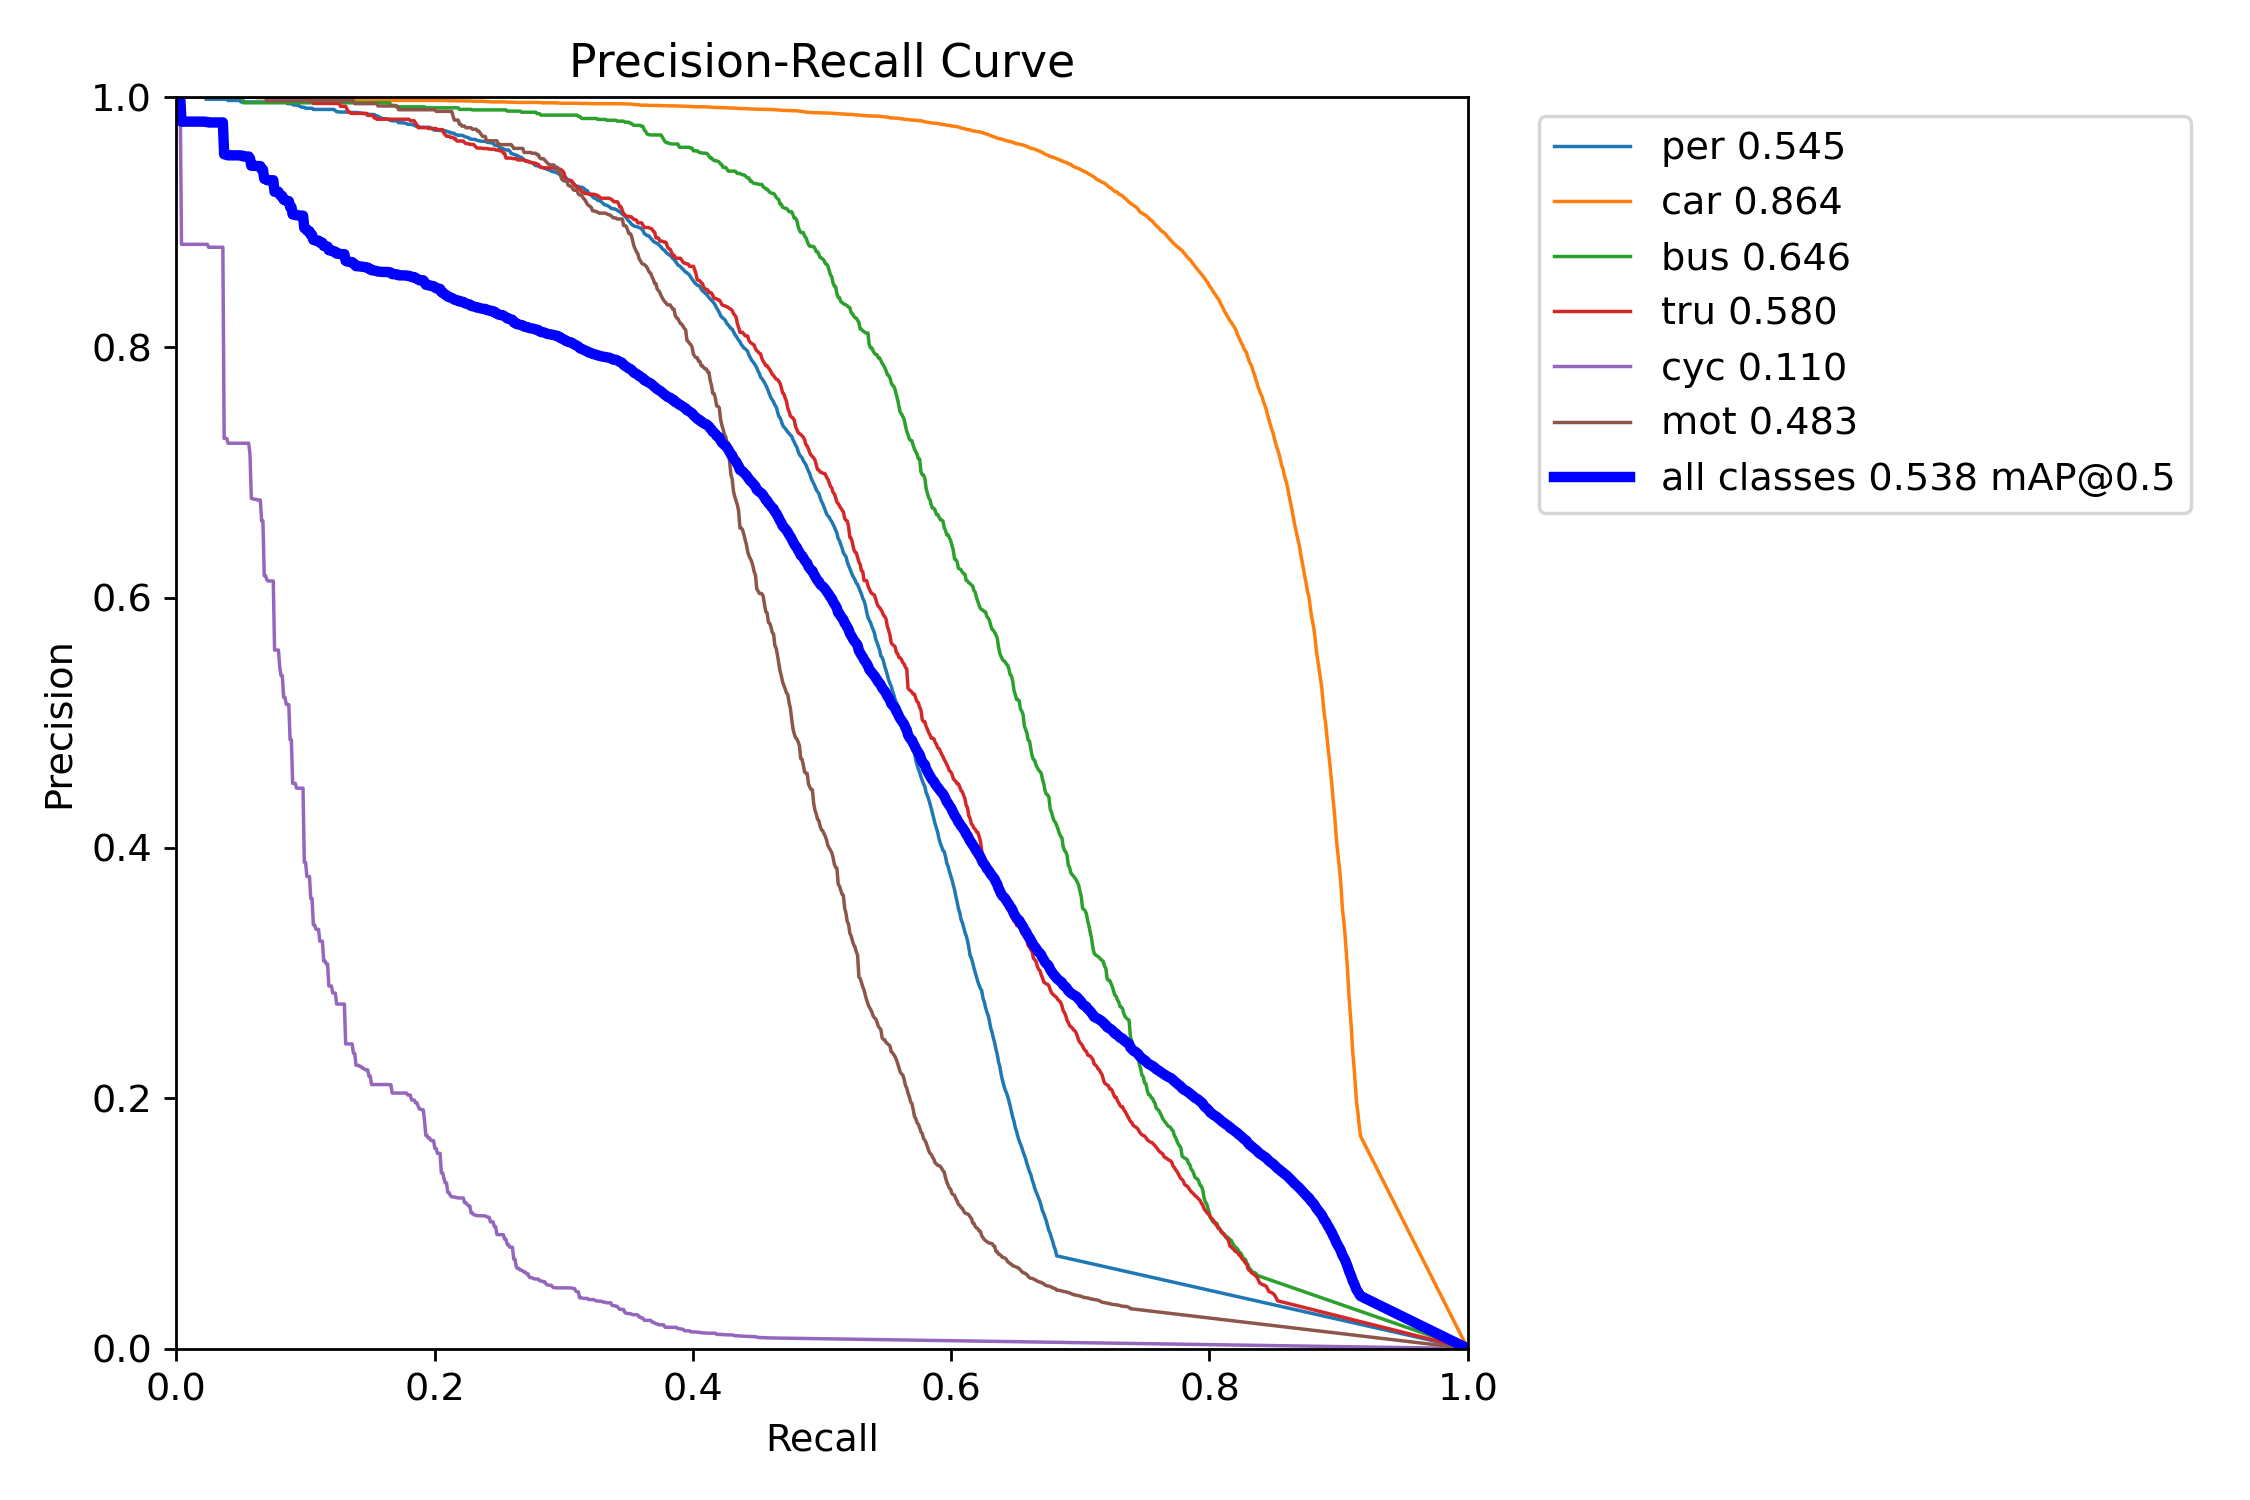 Precision-Recall Curve
1.0
0.8
0.6
0.4
0.2
0.0
Precision
0.0 0.2 0.4 0.6 0.8 1.0
Recall
per 0.545
car 0.864
bus 0.646
tru 0.580
cyc 0.110
mot 0.483
all classes 0.538 mAP@0.5